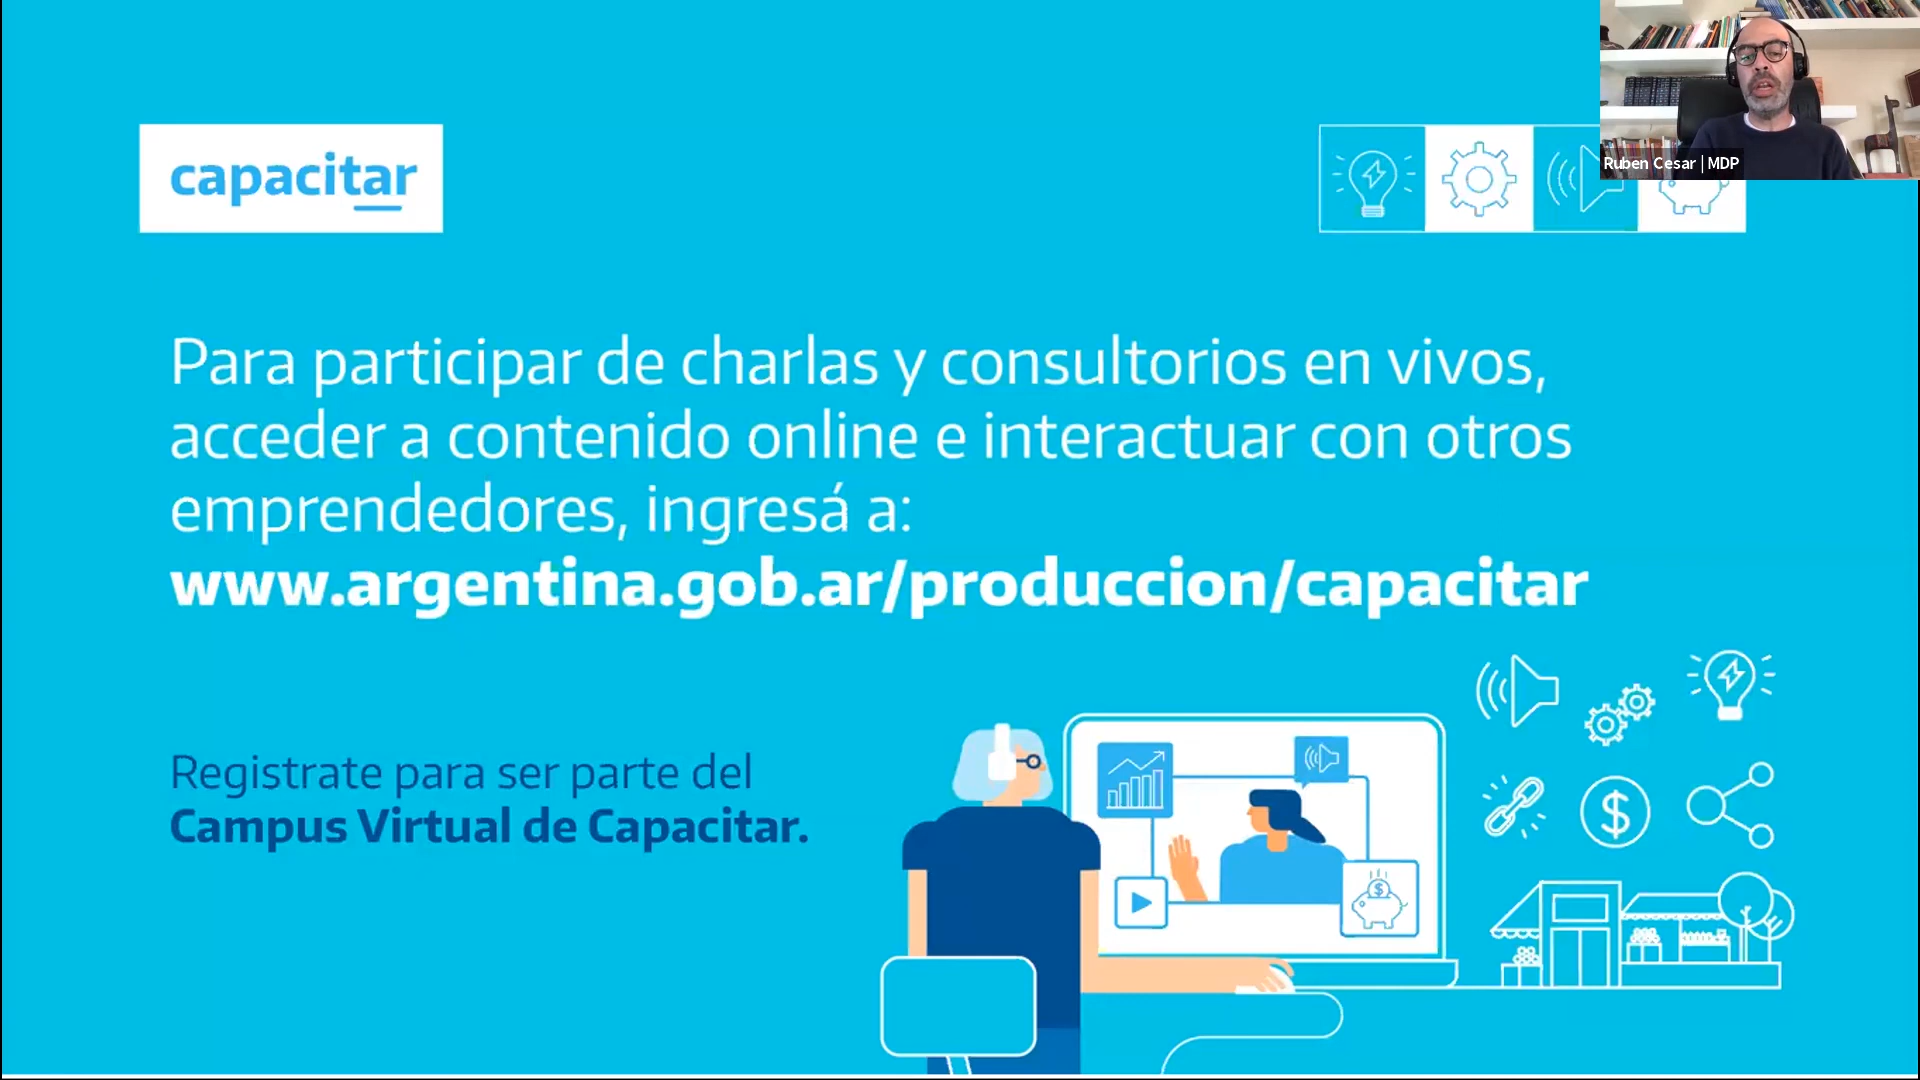 capacitar
Ruben Cesar | MDP
Para participar de charlas y consultorios en vivos,
acceder a contenido online e interactuar con otros
emprendedores, ingresá a:
www.argentina.gob.ar/produccion/capacitar
Registrate para ser parte del
Campus Virtual de Capacitar.
$
$